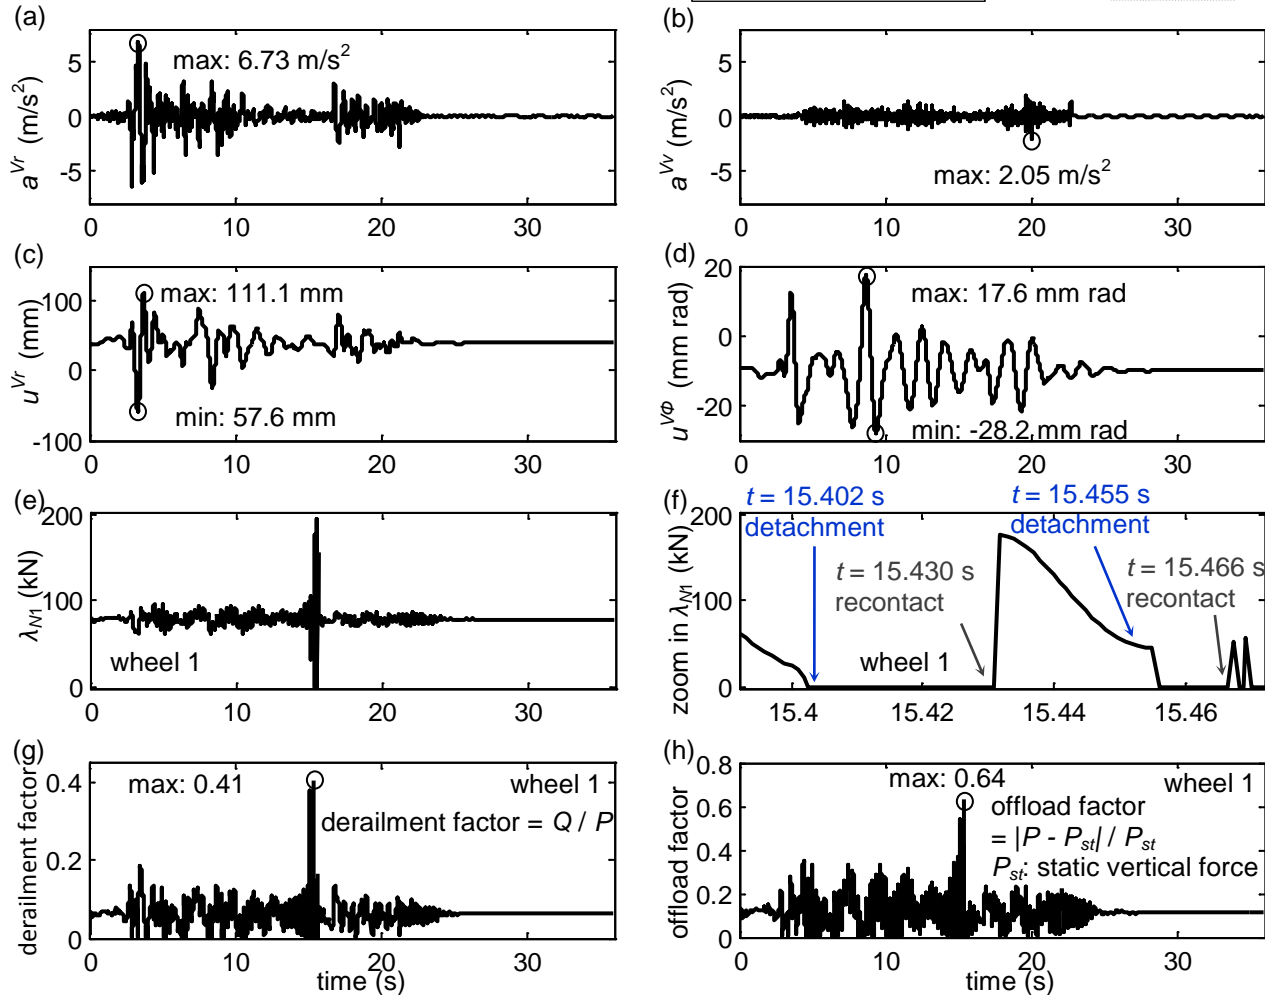 (a)
a^Vr (m/s²)
5
0
-5
max: 6.73 m/s²
0 10 20 30
(b)
a^Vv (m/s²)
5
0
-5
max: 2.05 m/s²
0 10 20 30
(c)
u^Vr (mm)
100
0
-100
max: 111.1 mm
min: 57.6 mm
0 10 20 30
(d)
u^VΦ (mm rad)
20
0
-20
max: 17.6 mm rad
min: -28.2 mm rad
0 10 20 30
(e)
λN1 (kN)
200
100
0
wheel 1
0 10 20 30
(f)
zoom in λN1 (kN)
200
100
0
t = 15.402 s
detachment
t = 15.455 s
detachment
t = 15.430 s
recontact
t = 15.466 s
recontact
wheel 1
15.4 15.42 15.44 15.46
(g)
derailment factor
0.4
0.2
0
max: 0.41
wheel 1
derailment factor = Q / P
0 10 20 30
time (s)
(h)
offload factor
0.8
0.6
0.4
0.2
0
max: 0.64
wheel 1
offload factor
= |P - Pst| / Pst
Pst: static vertical force
0 10 20 30
time (s)